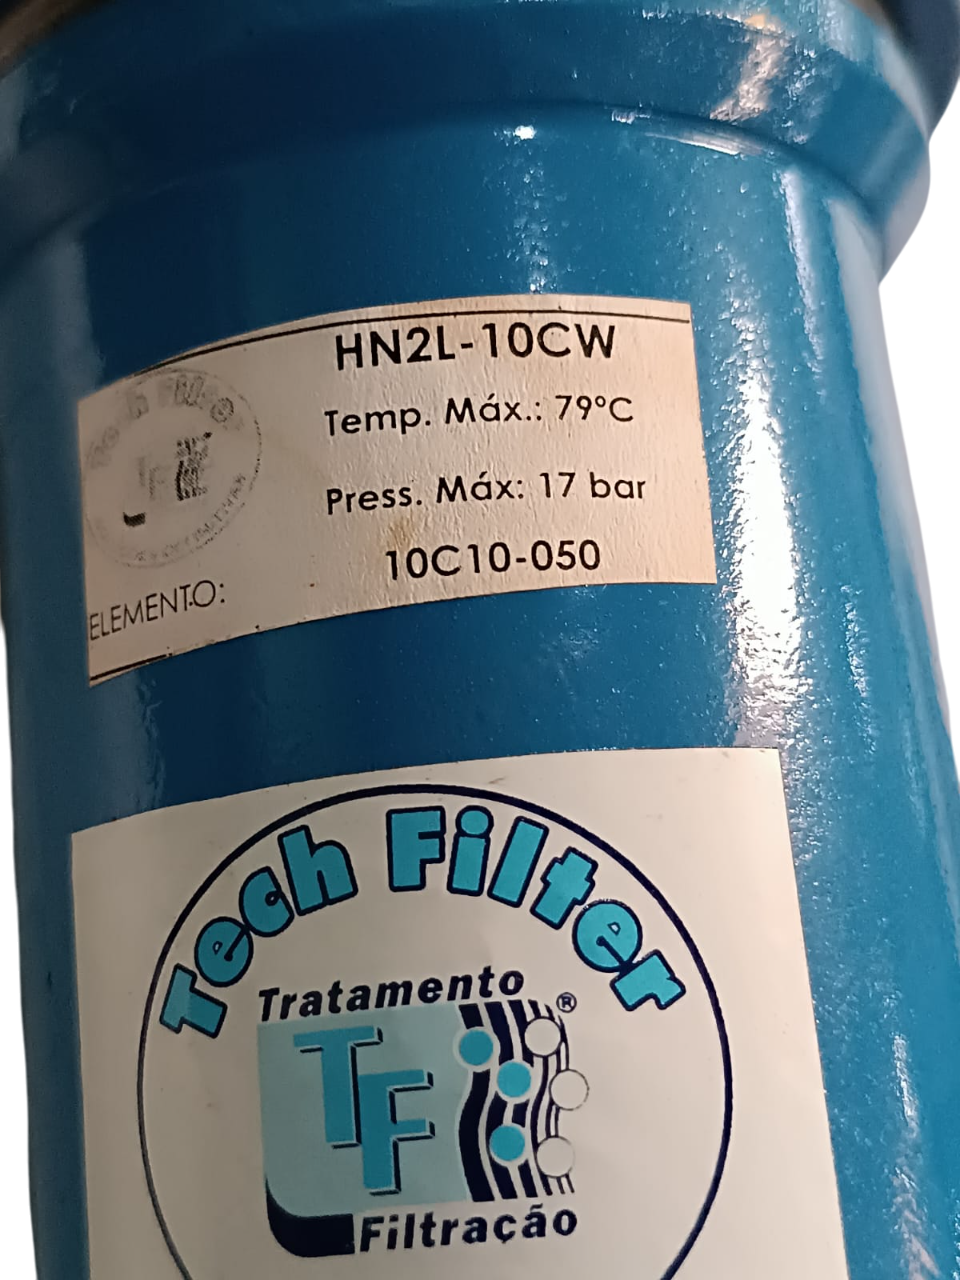 HN2L-10CW
Temp. Máx.: 79°C
Press. Máx: 17 bar
ELEMENTO: 10C10-050
Tech Filter
Tratamento
®
TF
Filtração